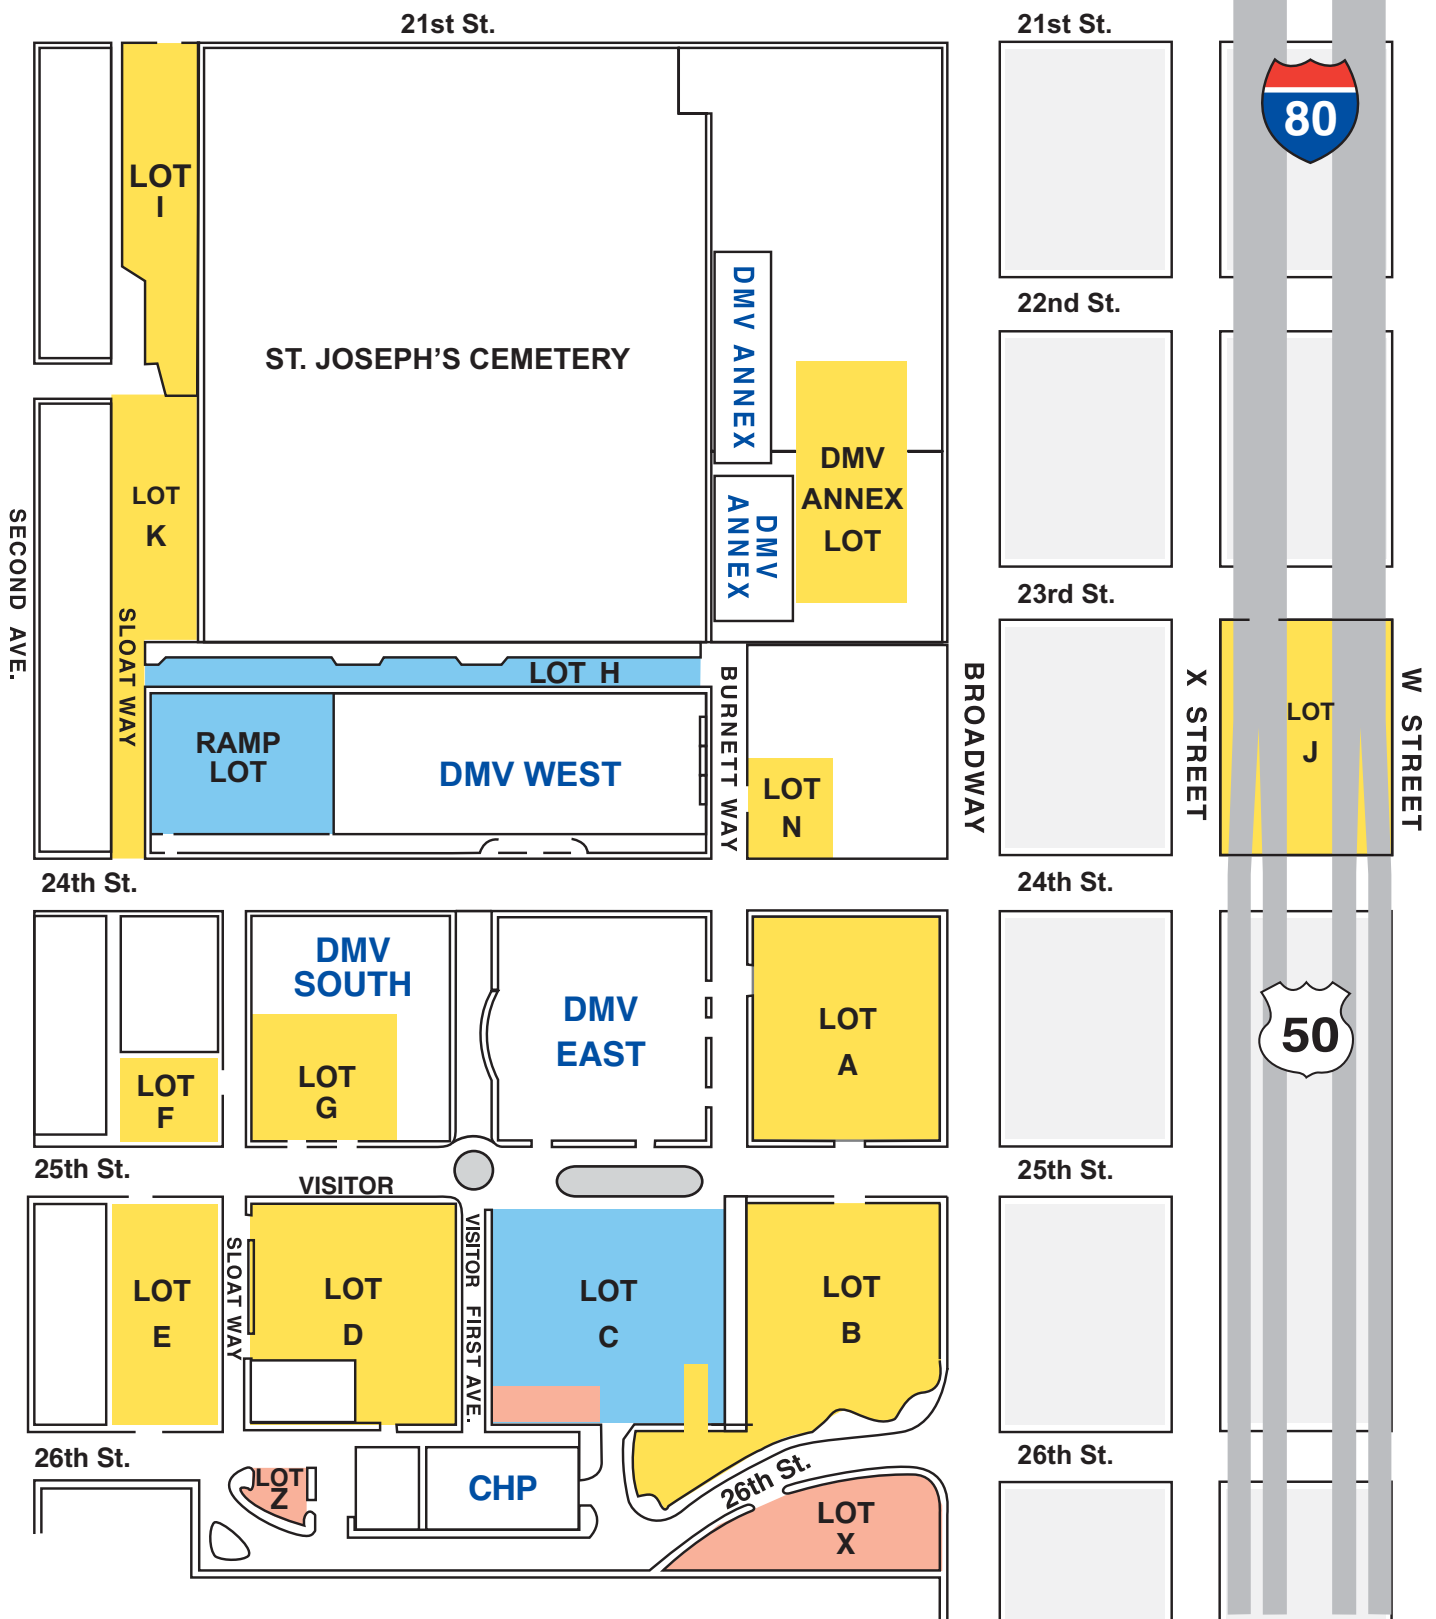 21st St.
21st St.
80
LOT
I
22nd St.
DMV ANNEX
ST. JOSEPH'S CEMETERY
DMV
ANNEX
LOT
LOT
K
DMV
ANNEX
SECOND AVE.
23rd St.
SLOAT WAY
LOT H
BURNETT WAY
BROADWAY
X STREET
LOT
J
W STREET
RAMP
LOT
DMV WEST
LOT
N
24th St.
24th St.
DMV
SOUTH
DMV
EAST
LOT
A
50
LOT
F
LOT
G
25th St.
25th St.
VISITOR
SLOAT WAY
VISITOR FIRST AVE.
LOT
E
LOT
D
LOT
C
LOT
B
26th St.
26th St.
LOT
Z
CHP
26th St.
LOT
X